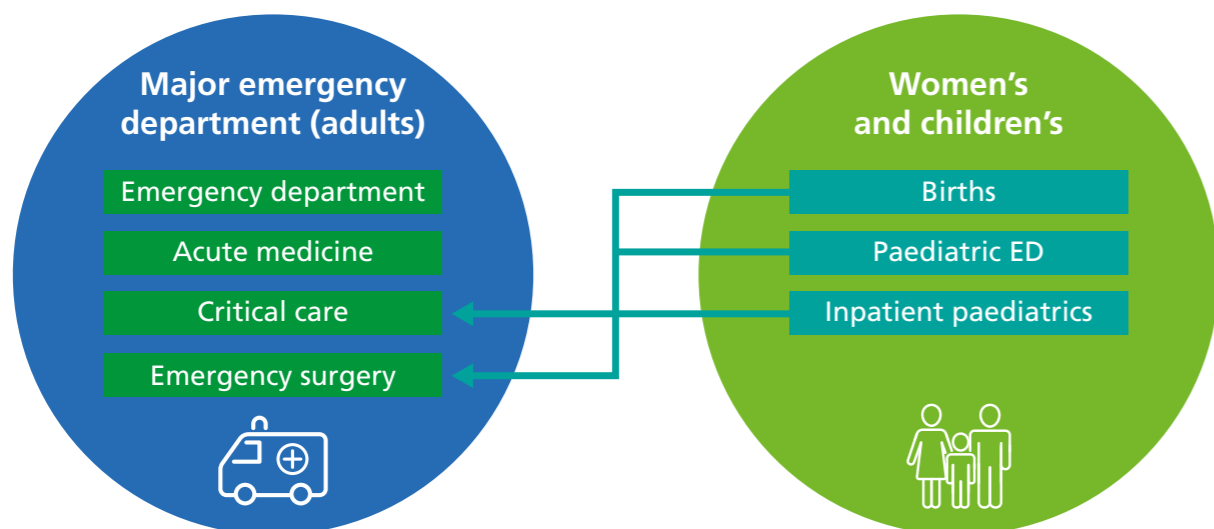 Major emergency
department (adults)
Emergency department
Acute medicine
Critical care
Emergency surgery
Women’s
and children’s
Births
Paediatric ED
Inpatient paediatrics